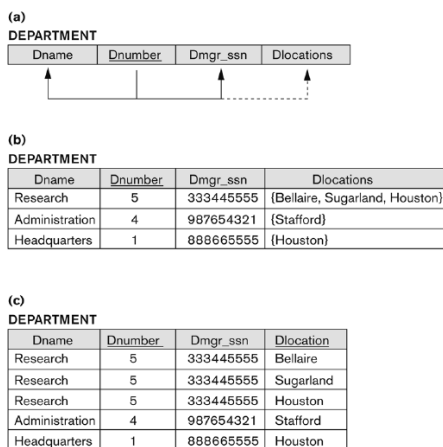 (a)
DEPARTMENT
Dname Dnumber Dmgr_ssn Dlocations
(b)
DEPARTMENT
Dname Dnumber Dmgr_ssn Dlocations
Research 5 333445555 {Bellaire, Sugarland, Houston}
Administration 4 987654321 {Stafford}
Headquarters 1 888665555 {Houston}
(c)
DEPARTMENT
Dname Dnumber Dmgr_ssn Dlocation
Research 5 333445555 Bellaire
Research 5 333445555 Sugarland
Research 5 333445555 Houston
Administration 4 987654321 Stafford
Headquarters 1 888665555 Houston